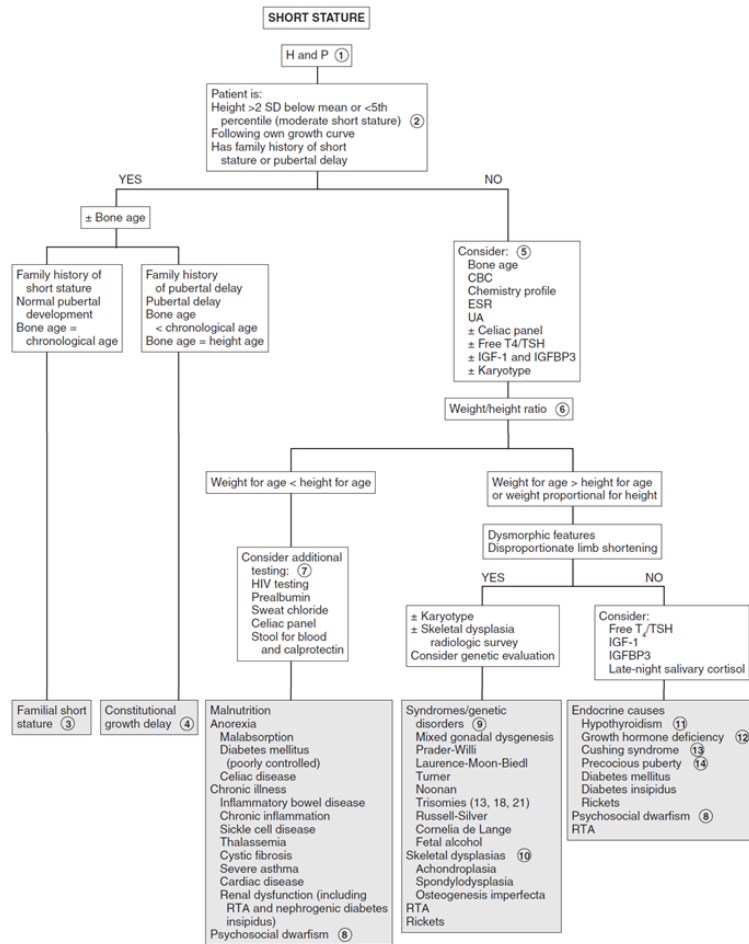 SHORT STATURE
H and P ①
Patient is:
Height >2 SD below mean or <5th
percentile (moderate short stature) ②
Following own growth curve
Has family history of short
stature or pubertal delay
YES
NO
± Bone age
Family history of
short stature
Normal pubertal
development
Bone age =
chronological age
Family history
of pubertal delay
Pubertal delay
Bone age
< chronological age
Bone age = height age
Consider: ⑤
Bone age
CBC
Chemistry profile
ESR
UA
± Celiac panel
± Free T4/TSH
± IGF-1 and IGFBP3
± Karyotype
Weight/height ratio ⑥
Weight for age < height for age
Weight for age > height for age
or weight proportional for height
Dysmorphic features
Disproportionate limb shortening
YES
NO
Consider additional
testing: ⑦
HIV testing
Prealbumin
Sweat chloride
Celiac panel
Stool for blood
and calprotectin
± Karyotype
± Skeletal dysplasia
radiologic survey
Consider genetic evaluation
Consider:
Free T4/TSH
IGF-1
IGFBP3
Late-night salivary cortisol
Familial short
stature ③
Constitutional
growth delay ④
Malnutrition
Anorexia
Malabsorption
Diabetes mellitus
(poorly controlled)
Celiac disease
Chronic illness
Inflammatory bowel disease
Chronic inflammation
Sickle cell disease
Thalassemia
Cystic fibrosis
Severe asthma
Cardiac disease
Renal dysfunction (including
RTA and nephrogenic diabetes
insipidus)
Psychosocial dwarfism ⑧
Syndromes/genetic
disorders ⑨
Mixed gonadal dysgenesis
Prader-Willi
Laurence-Moon-Biedl
Turner
Noonan
Trisomies (13, 18, 21)
Russell-Silver
Cornelia de Lange
Fetal alcohol
Skeletal dysplasias ⑩
Achondroplasia
Spondylodysplasia
Osteogenesis imperfecta
RTA
Rickets
Endocrine causes
Hypothyroidism ⑪
Growth hormone deficiency ⑫
Cushing syndrome ⑬
Precocious puberty ⑭
Diabetes mellitus
Diabetes insipidus
Rickets
Psychosocial dwarfism ⑧
RTA